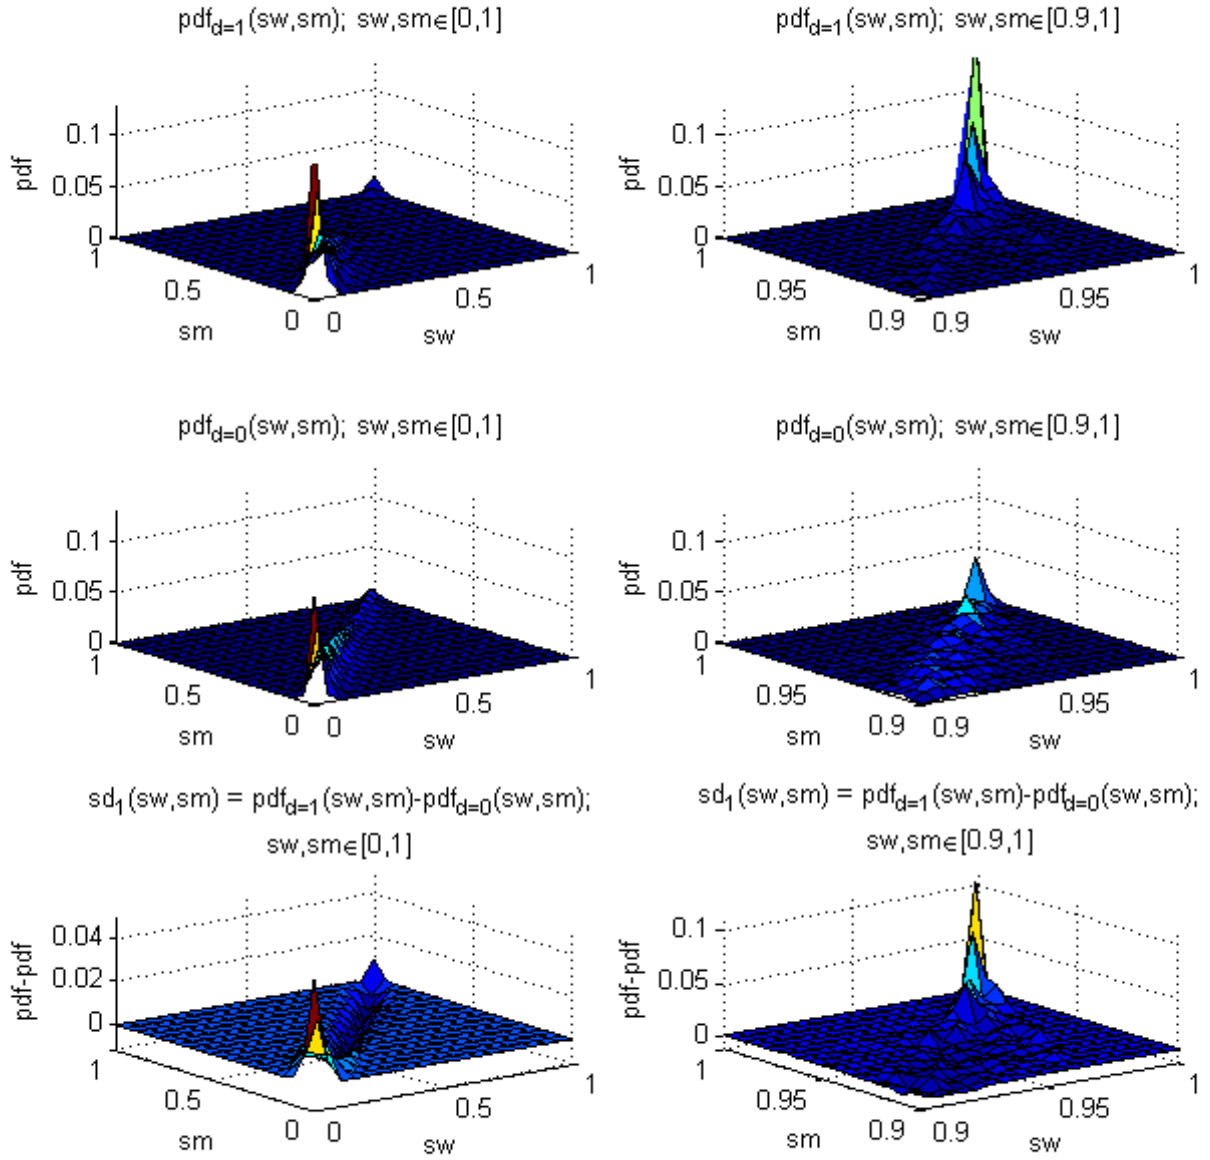 pdf_d=1(sw,sm); sw,sm∈[0,1]
0.1
0.05
0
pdf
1
0.5
0
sm
0
0.5
1
sw
pdf_d=1(sw,sm); sw,sm∈[0.9,1]
0.1
0.05
0
pdf
1
0.95
0.9
sm
0.9
0.95
1
sw
pdf_d=0(sw,sm); sw,sm∈[0,1]
0.1
0.05
0
pdf
1
0.5
0
sm
0
0.5
1
sw
pdf_d=0(sw,sm); sw,sm∈[0.9,1]
0.1
0.05
0
pdf
1
0.95
0.9
sm
0.9
0.95
1
sw
sd_1(sw,sm) = pdf_d=1(sw,sm)-pdf_d=0(sw,sm);
sw,sm∈[0,1]
0.04
0.02
0
pdf-pdf
1
0.5
0
sm
0
0.5
1
sw
sd_1(sw,sm) = pdf_d=1(sw,sm)-pdf_d=0(sw,sm);
sw,sm∈[0.9,1]
0.1
0.05
0
pdf-pdf
1
0.95
0.9
sm
0.9
0.95
1
sw